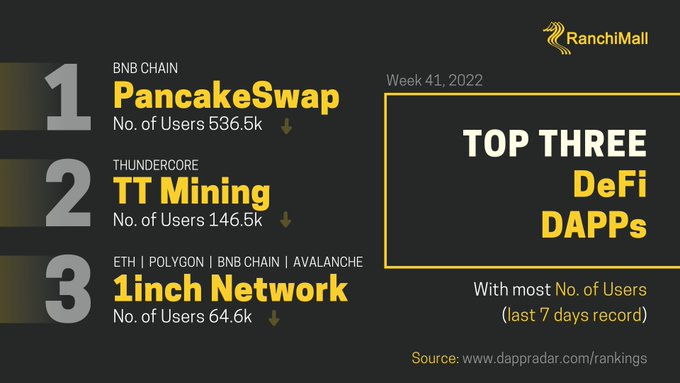 RanchiMall
1
BNB CHAIN
PancakeSwap
No. of Users 536.5k
2
THUNDERCORE
TT Mining
No. of Users 146.5k
3
ETH | POLYGON | BNB CHAIN | AVALANCHE
1inch Network
No. of Users 64.6k
Week 41, 2022
TOP THREE
DeFi
DAPPs
With most No. of Users
(last 7 days record)
Source: www.dappradar.com/rankings